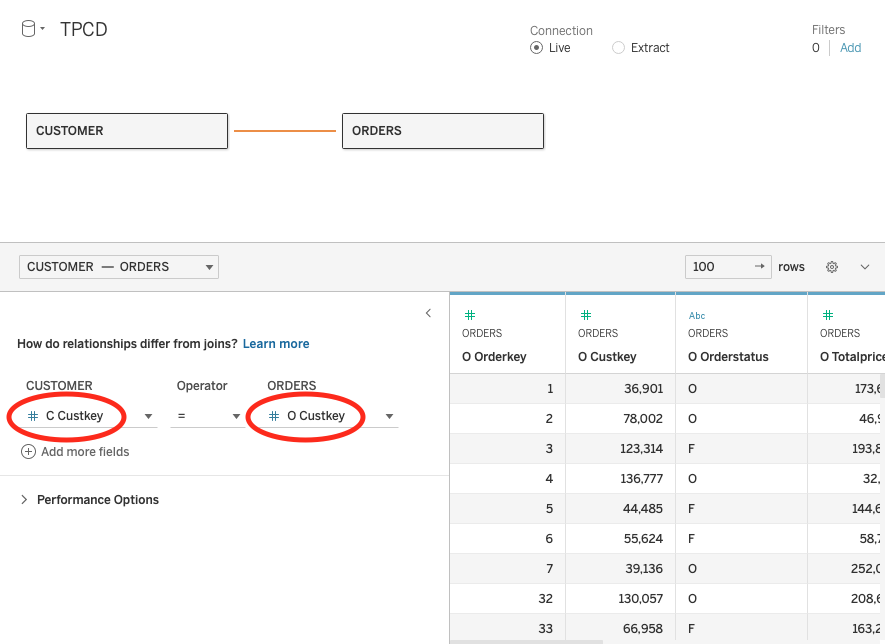 TPCD
Connection
Live Extract
Filters
0 Add
CUSTOMER ORDERS
CUSTOMER — ORDERS 100 rows
How do relationships differ from joins? Learn more
CUSTOMER Operator ORDERS
# C Custkey = # O Custkey
Add more fields
Performance Options
# # Abc #
ORDERS ORDERS ORDERS ORDERS
O Orderkey O Custkey O Orderstatus O Totalprice
1 36,901 O 173,6
2 78,002 O 46,9
3 123,314 F 193,8
4 136,777 O 32,
5 44,485 F 144,6
6 55,624 F 58,7
7 39,136 O 252,0
32 130,057 O 208,6
33 66,958 F 163,2